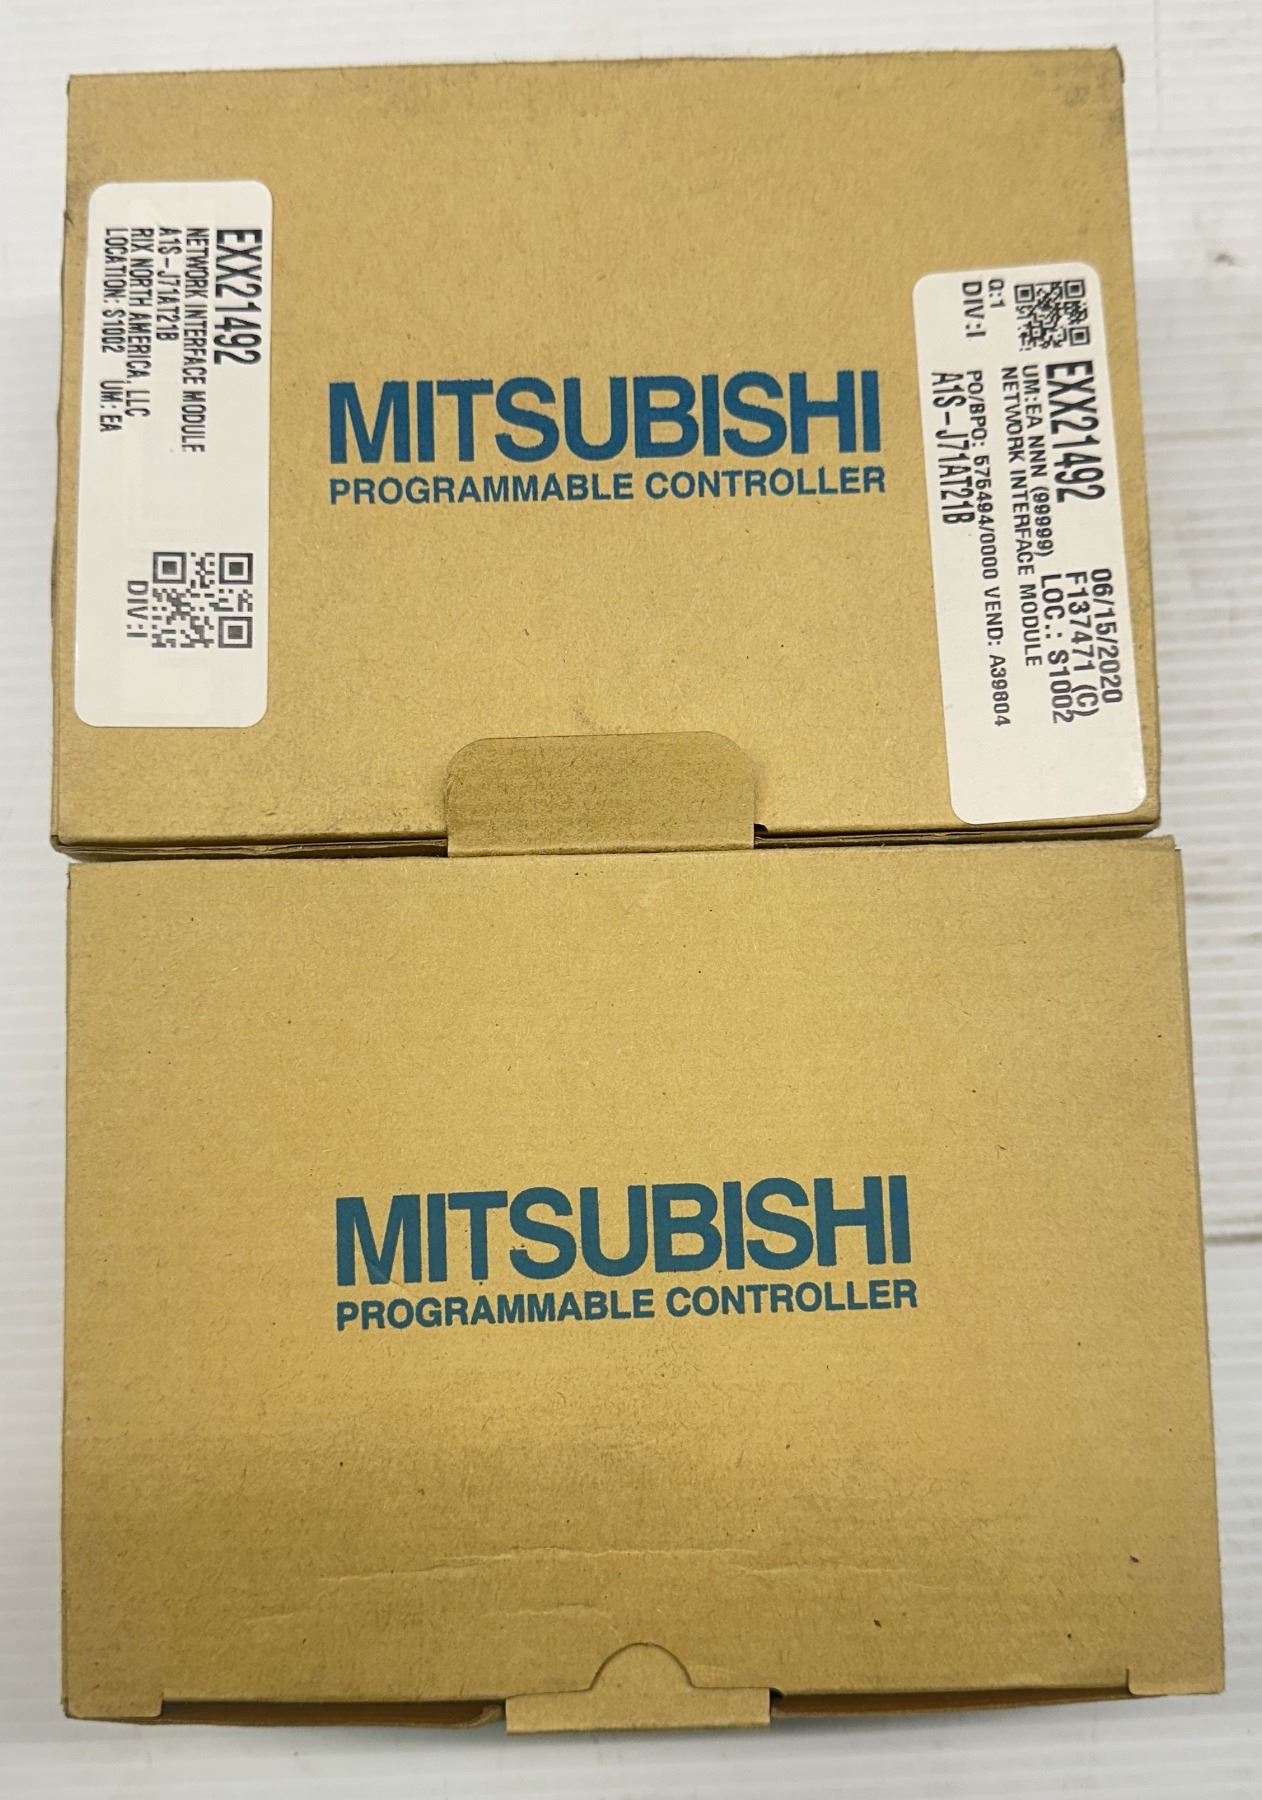 EXX21492
NETWORK INTERFACE MODULE
A1S-J71AT21B
RIX NORTH AMERICA, LLC
LOCATION: S1002 UM: EA
DIV:I
MITSUBISHI
PROGRAMMABLE CONTROLLER
EXX21492 06/15/2020
F137471 (C)
UM:EA NNN (99999) LOC.: S1002
NETWORK INTERFACE MODULE
Q:1
PO/BPO: 575494/0000 VEND: A39804
DIV:I
A1S-J71AT21B
MITSUBISHI
PROGRAMMABLE CONTROLLER